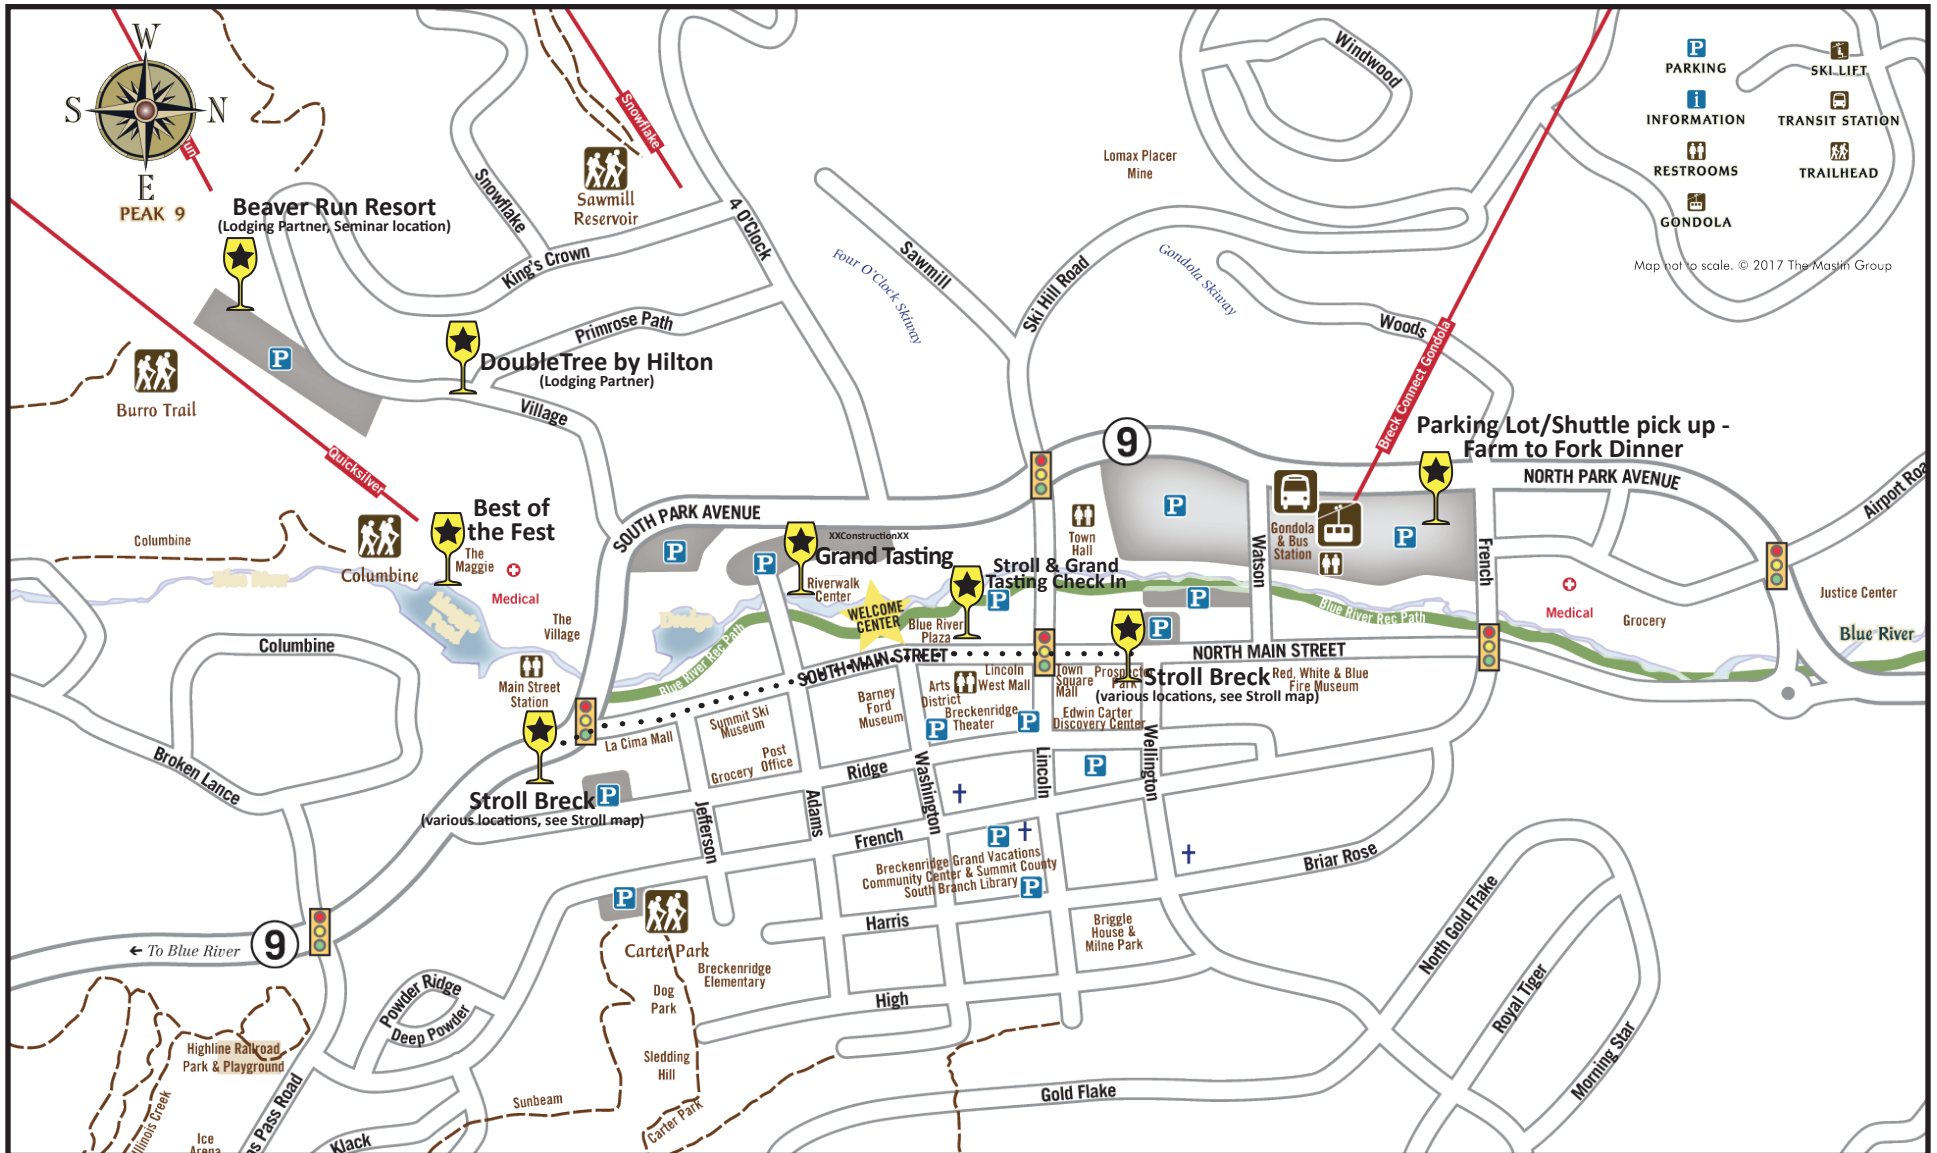 W
S
N
E
PEAK 9
un
Snowflake
Windwood
P
PARKING
SKI LIFT
i
INFORMATION
TRANSIT STATION
RESTROOMS
TRAILHEAD
GONDOLA
Map not to scale. © 2017 The Mastin Group
Lomax Placer
Mine
Sawmill
Reservoir
Snowflake
4 O'Clock
Beaver Run Resort
(Lodging Partner, Seminar location)
King's Crown
Four O'Clock Skiway
Sawmill
Ski Hill Road
Gondola Skiway
Woods
Breck Connect Gondola
Primrose Path
P
DoubleTree by Hilton
(Lodging Partner)
Village
Burro Trail
Quicksilver
9
Parking Lot/Shuttle pick up -
Farm to Fork Dinner
NORTH PARK AVENUE
Airport Roa
Best of
the Fest
The
Maggie
Columbine
Columbine
Medical
SOUTH PARK AVENUE
P
P
XXConstructionXX
Grand Tasting
Riverwalk
Center
WELCOME
CENTER
Stroll & Grand
Tasting Check In
P
Blue River
Plaza
Town
Hall
P
Watson
Gondola
& Bus
Station
P
French
Medical
Grocery
Justice Center
Blue River
Blue River
Maggie
Pond
The
Village
Blue River Rec Path
Blue River Rec Path
P
P
SOUTH MAIN STREET
NORTH MAIN STREET
Columbine
Main Street
Station
Lincoln
West Mall
Town
Square
Mall
Prospector
Park
Stroll Breck
(various locations, see Stroll map)
Red, White & Blue
Fire Museum
Arts
District
Breckenridge
Theater
P
P
Edwin Carter
Discovery Center
Barney
Ford
Museum
Summit Ski
Museum
La Cima Mall
Post
Office
Grocery
Broken Lance
Stroll Breck
(various locations, see Stroll map)
P
Ridge
Jefferson
Adams
Washington
Lincoln
P
Wellington
French
P
Breckenridge Grand Vacations
Community Center & Summit County
South Branch Library
P
Briar Rose
Harris
Briggle
House &
Milne Park
P
Carter Park
Breckenridge
Elementary
Dog
Park
High
North Gold Flake
Royal Tiger
Morning Star
To Blue River
9
Powder Ridge
Deep Powder
Highline Railroad
Park & Playground
Sledding
Hill
Sunbeam
Carter Park
Gold Flake
Illinois Creek
Ice
Arena
s Pass Road
Klack